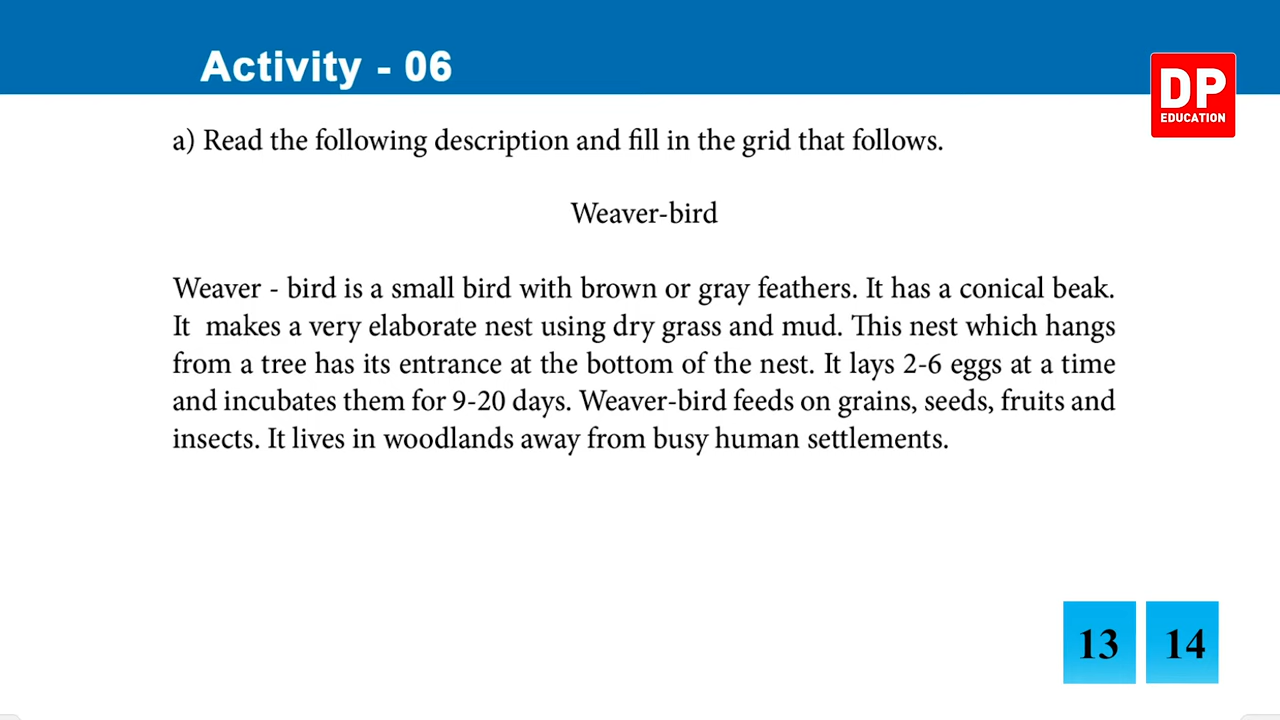 Activity - 06
DP
EDUCATION
a) Read the following description and fill in the grid that follows.
Weaver-bird
Weaver - bird is a small bird with brown or gray feathers. It has a conical beak.
It makes a very elaborate nest using dry grass and mud. This nest which hangs
from a tree has its entrance at the bottom of the nest. It lays 2-6 eggs at a time
and incubates them for 9-20 days. Weaver-bird feeds on grains, seeds, fruits and
insects. It lives in woodlands away from busy human settlements.
13 14